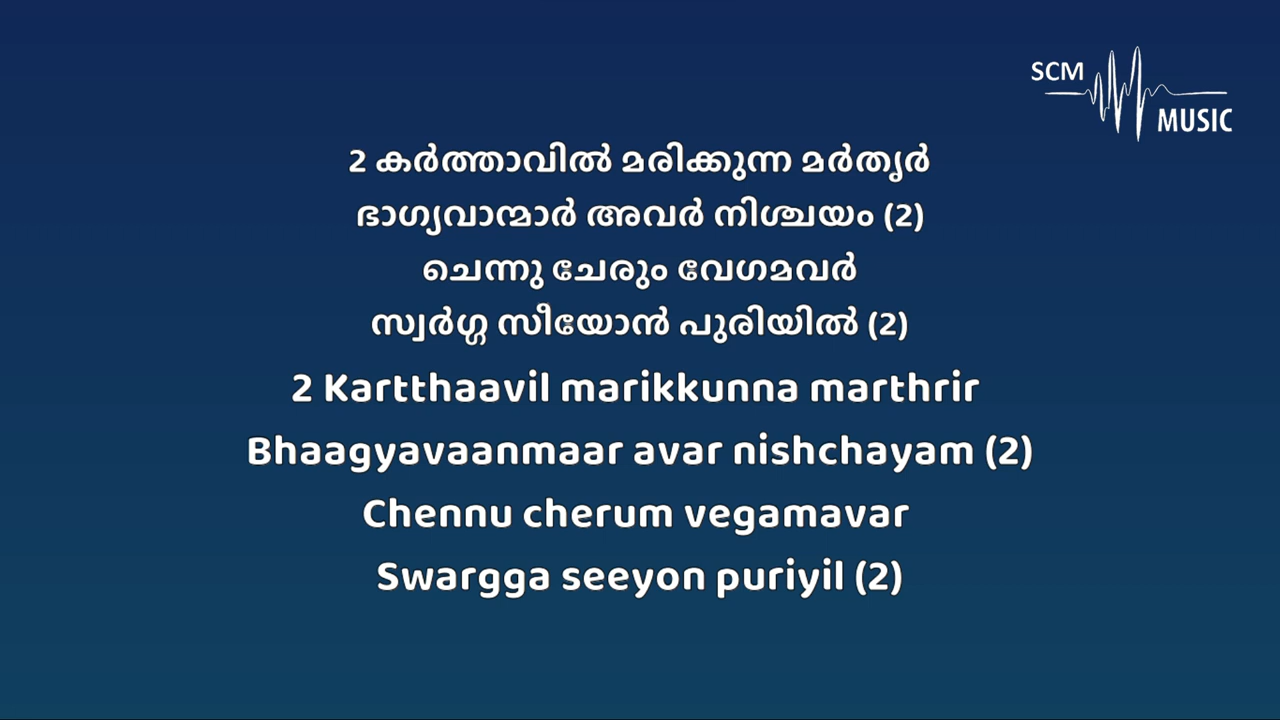 SCM
MUSIC
2 കർത്താവിൽ മരിക്കുന്ന മർതൃർ
ഭാഗ്യവാന്മാർ അവർ നിശ്ചയം (2)
ചെന്നു ചേരും വേഗമവർ
സ്വർഗ്ഗ സീയോൻ പുരിയിൽ (2)
2 Kartthaavil marikkunna marthrir
Bhaagyavaanmaar avar nishchayam (2)
Chennu cherum vegamavar
Swargga seeyon puriyil (2)